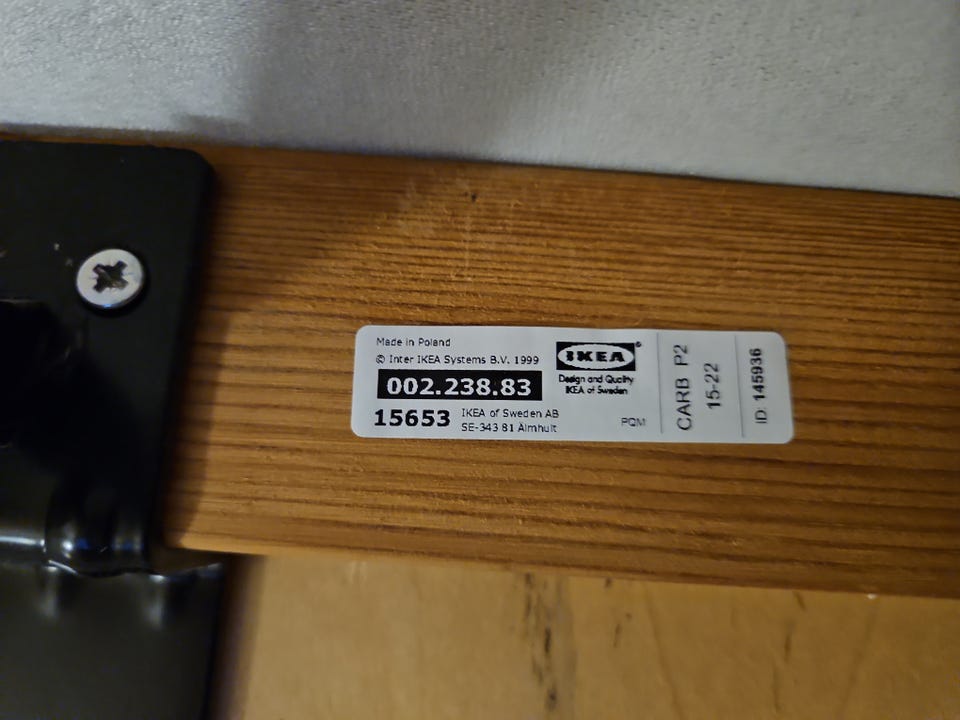 Made in Poland
© Inter IKEA Systems B.V. 1999
002.238.83
15653
IKEA of Sweden AB
SE-343 81 Älmhult
IKEA®
Design and Quality
IKEA of Sweden
PQM
CARB P2
15-22
ID: 145936